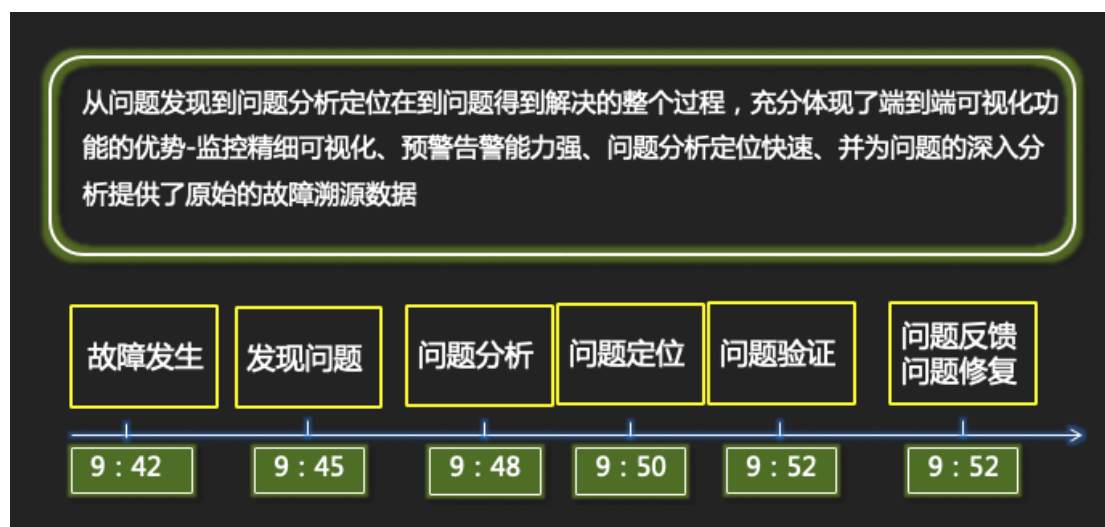 从问题发现到问题分析定位在到问题得到解决的整个过程，充分体现了端到端可视化功
能的优势-监控精细可视化、预警告警能力强、问题分析定位快速、并为问题的深入分
析提供了原始的故障溯源数据
故障发生
发现问题
问题分析
问题定位
问题验证
问题反馈
问题修复
9：42
9：45
9：48
9：50
9：52
9：52